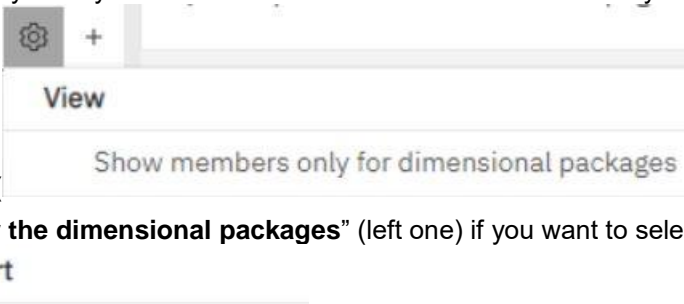 +
View
Show members only for dimensional packages
the dimensional packages” (left one) if you want to sele
t